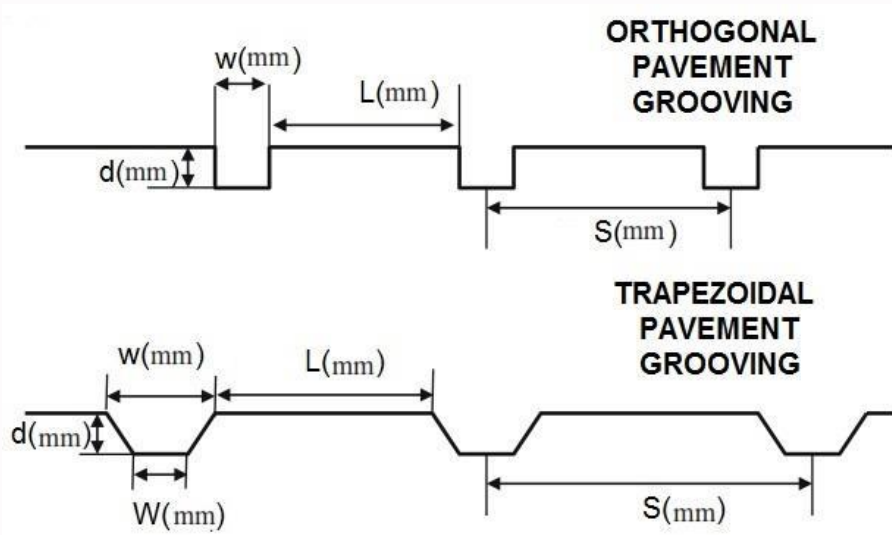 ORTHOGONAL
PAVEMENT
GROOVING
w(mm)
L(mm)
d(mm)
S(mm)
TRAPEZOIDAL
PAVEMENT
GROOVING
w(mm)
L(mm)
d(mm)
W(mm)
S(mm)